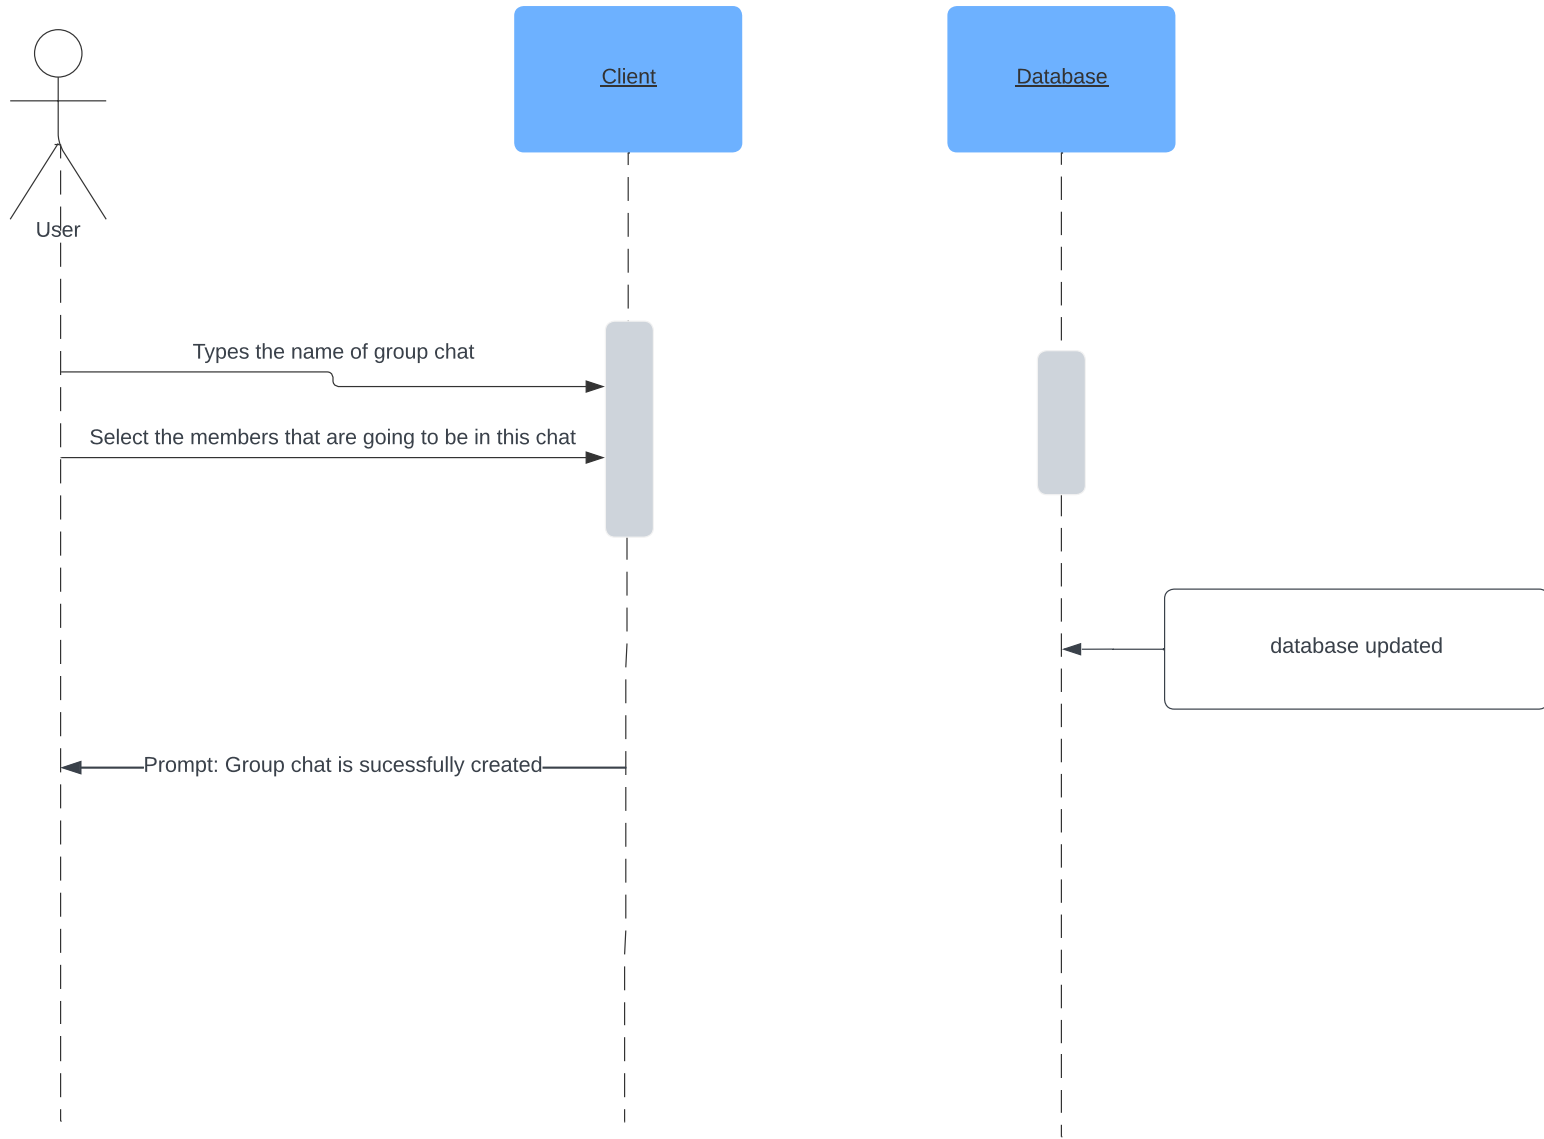 Client
Database
User
Types the name of group chat
Select the members that are going to be in this chat
database updated
Prompt: Group chat is sucessfully created